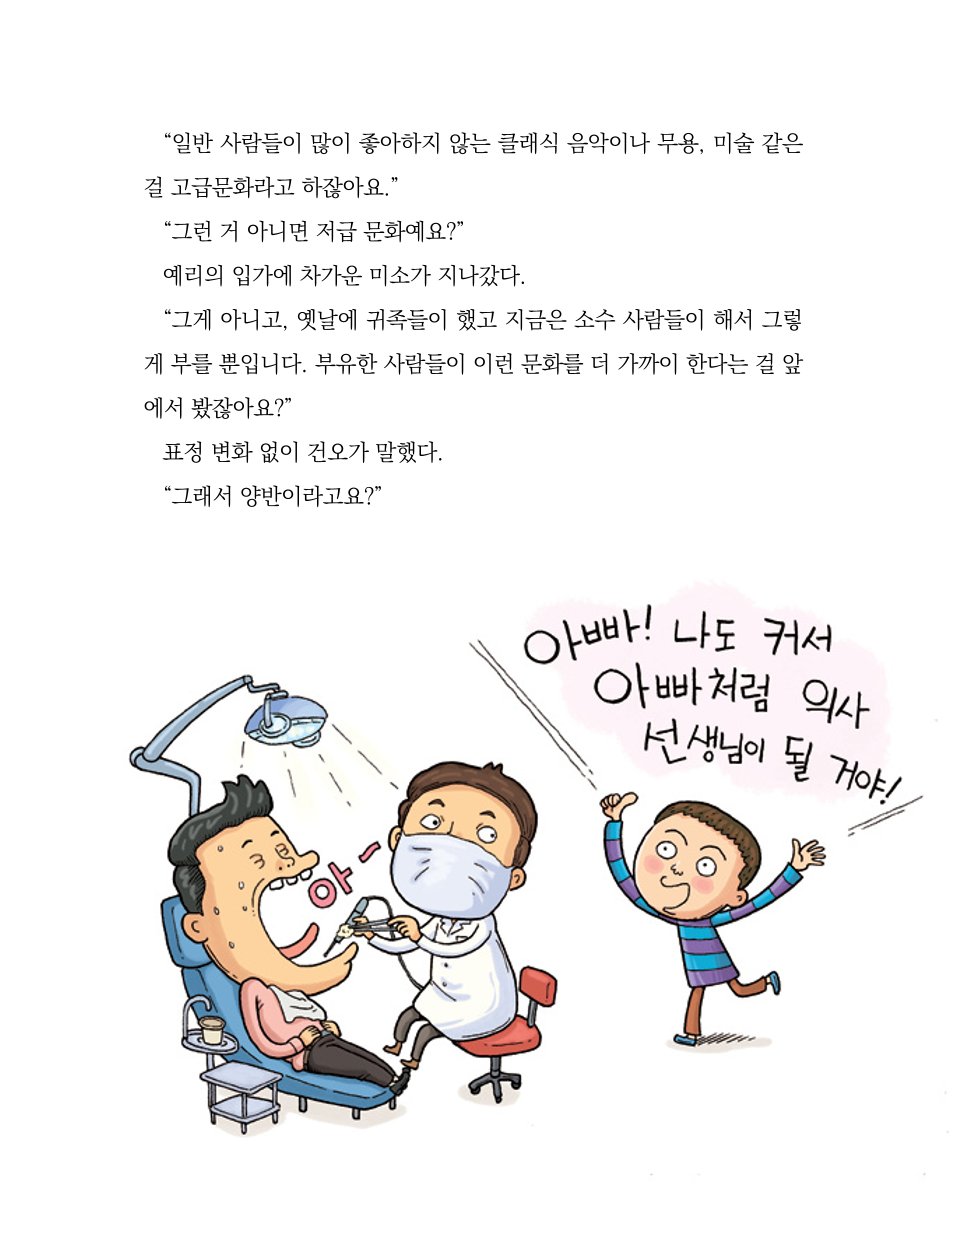 “일반 사람들이 많이 좋아하지 않는 클래식 음악이나 무용, 미술 같은
걸 고급문화라고 하잖아요.”
“그런 거 아니면 저급 문화예요?”
예리의 입가에 차가운 미소가 지나갔다.
“그게 아니고, 옛날에 귀족들이 했고 지금은 소수 사람들이 해서 그렇
게 부를 뿐입니다. 부유한 사람들이 이런 문화를 더 가까이 한다는 걸 앞
에서 봤잖아요?”
표정 변화 없이 건오가 말했다.
“그래서 양반이라고요?”
아빠! 나도 커서
아빠처럼 의사
선생님이 될 거야!
아~